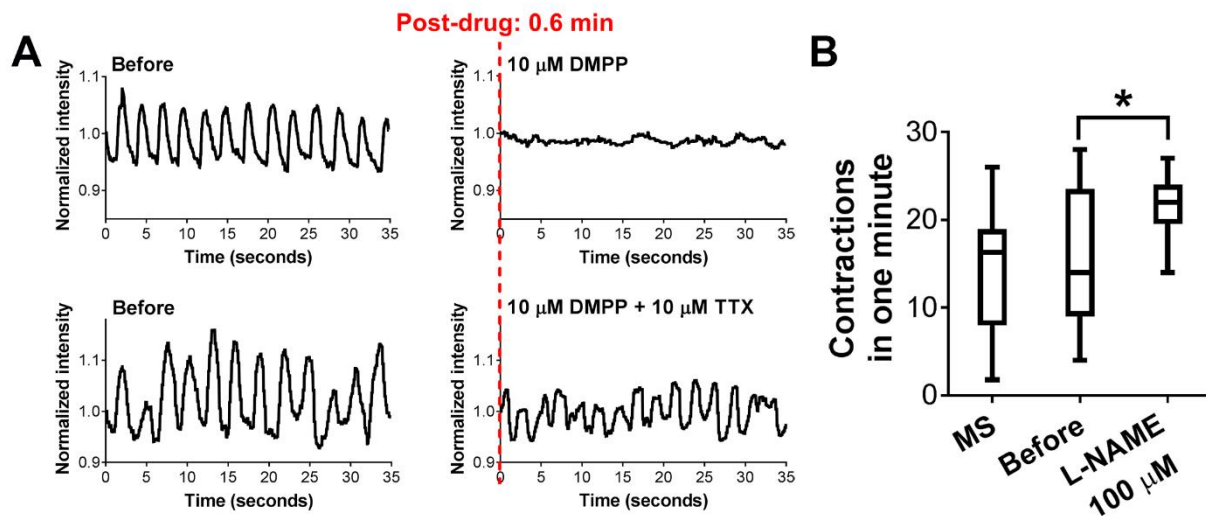 Post-drug: 0.6 min
A
Before
Normalized intensity
1.1
1.0
0.9
0 5 10 15 20 25 30 35
Time (seconds)
10 μM DMPP
Normalized intensity
1.1
1.0
0.9
0 5 10 15 20 25 30 35
Time (seconds)
Before
Normalized intensity
1.1
1.0
0.9
0 5 10 15 20 25 30 35
Time (seconds)
10 μM DMPP + 10 μM TTX
Normalized intensity
1.1
1.0
0.9
0 5 10 15 20 25 30 35
Time (seconds)
B
*
Contractions
in one minute
30
20
10
0
MS
Before
L-NAME
100 μM